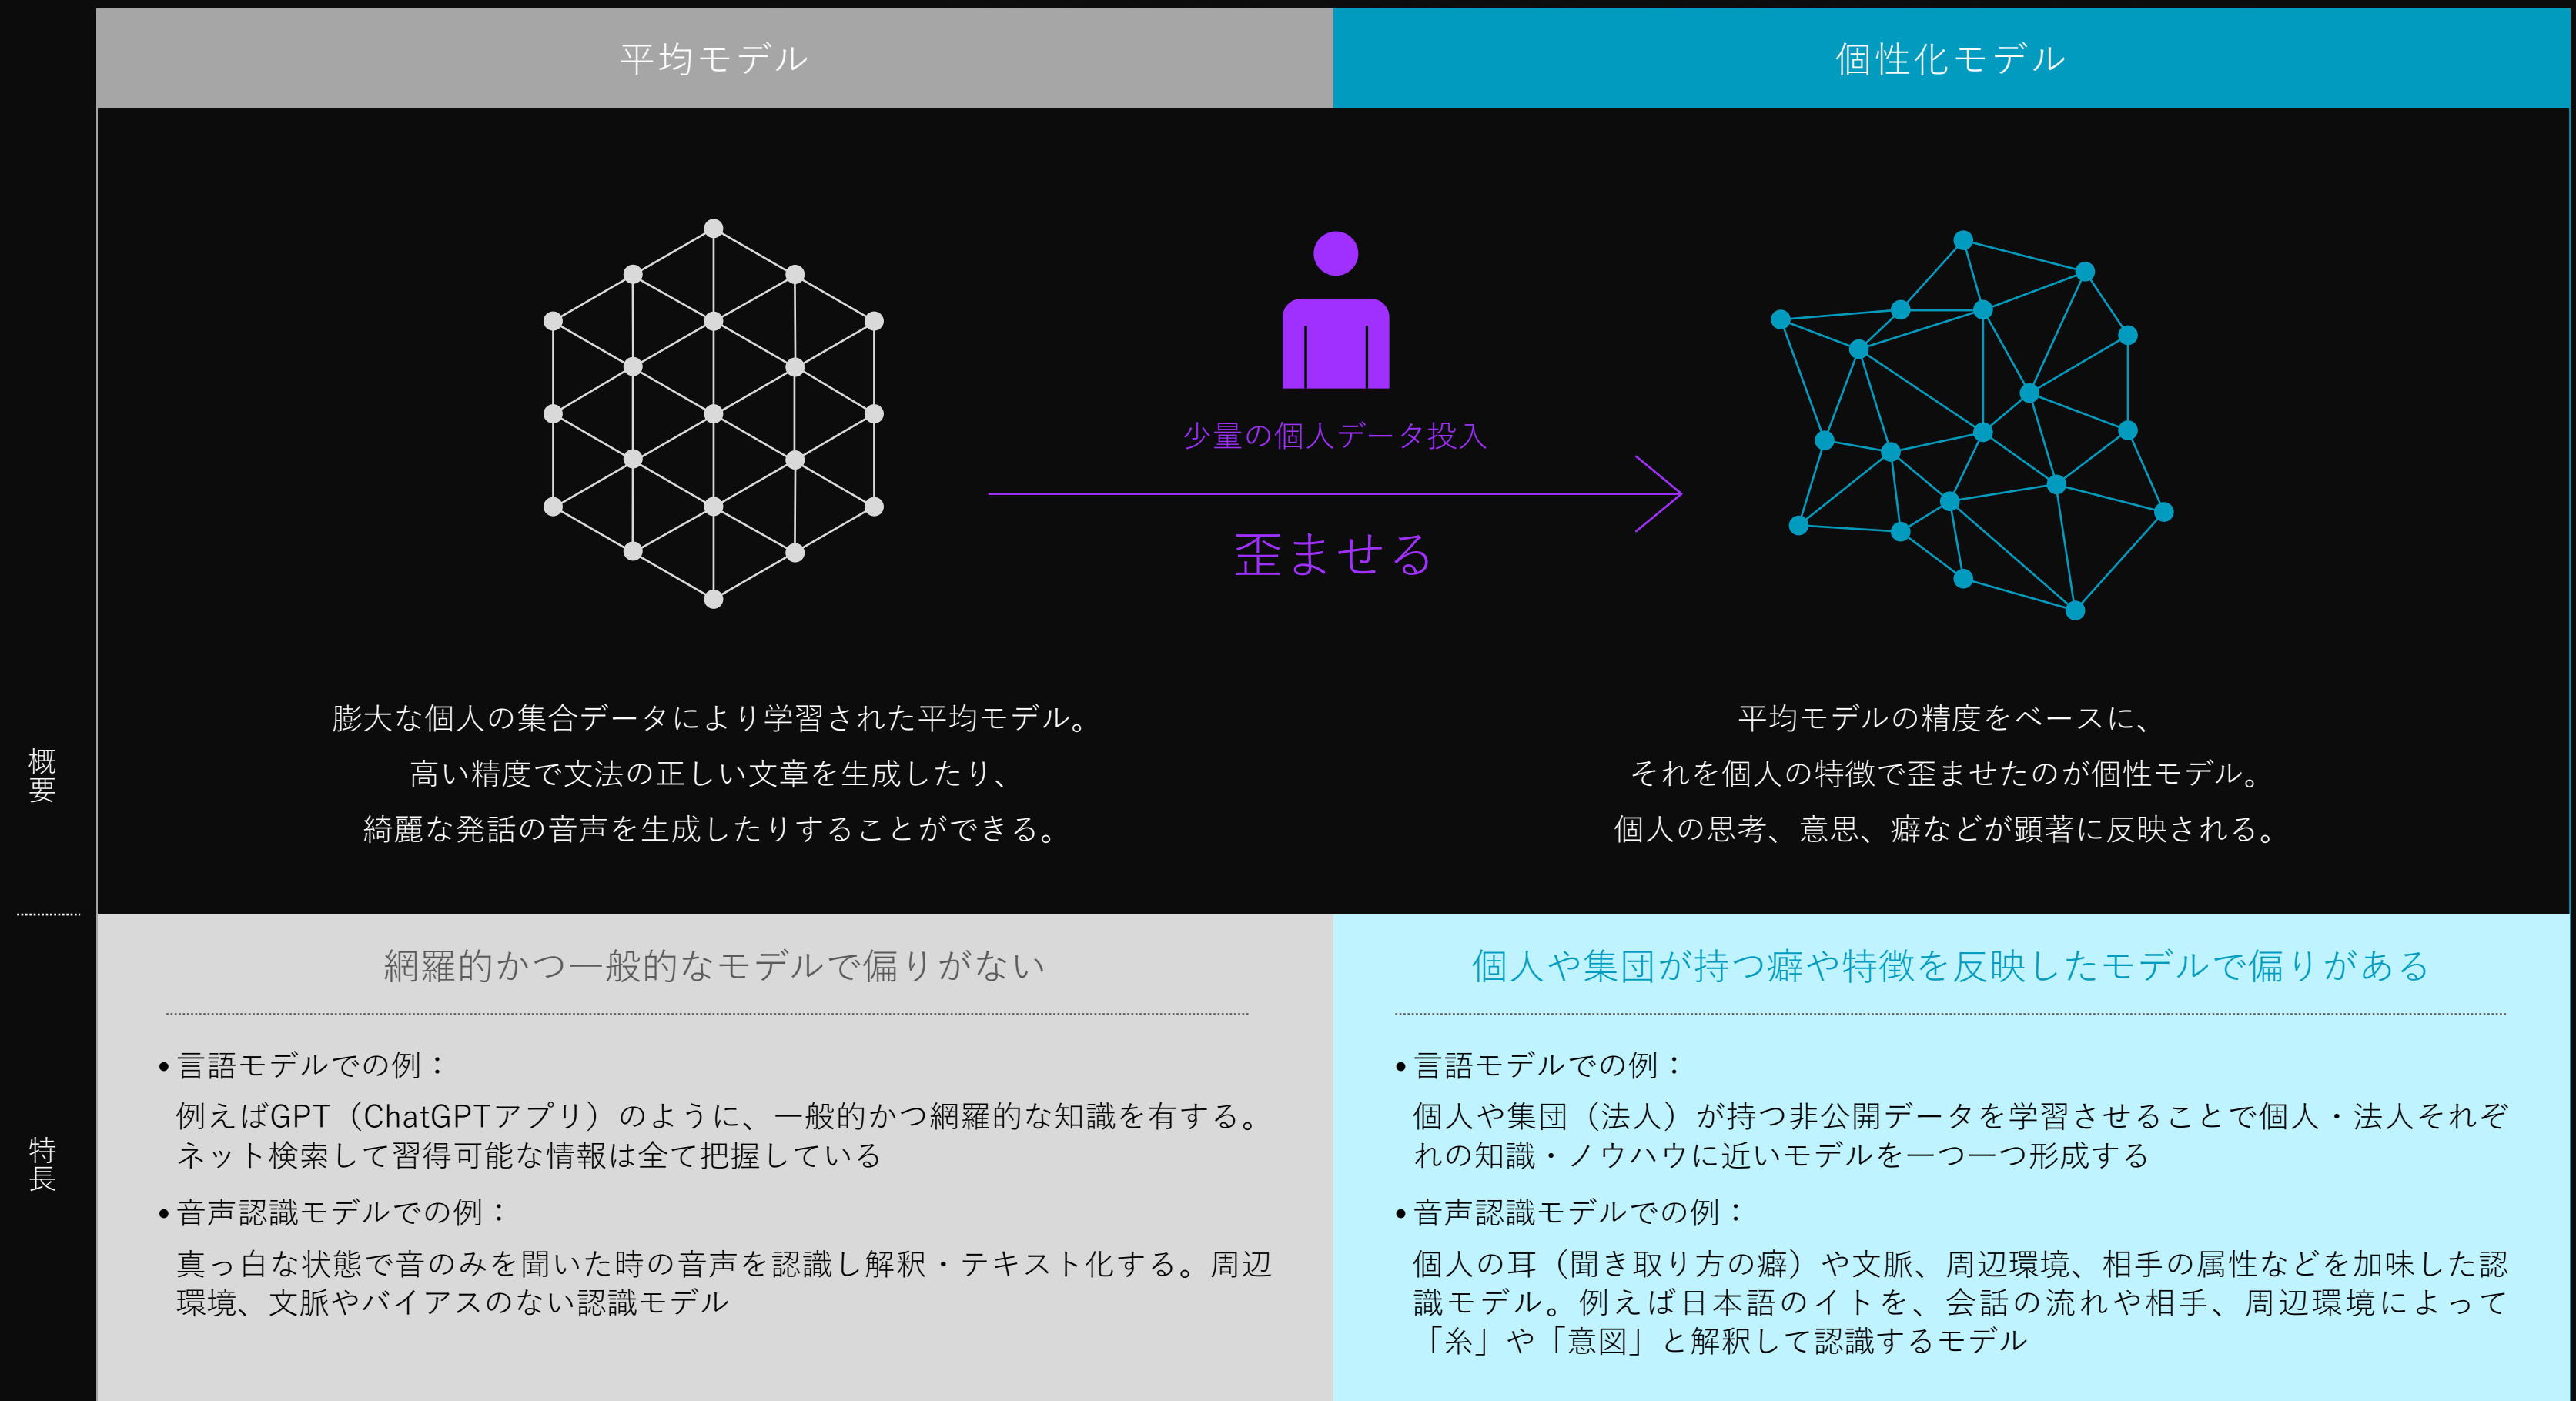 平均モデル
個性化モデル
少量の個人データ投入
歪ませる
概要
膨大な個人の集合データにより学習された平均モデル。
高い精度で文法の正しい文章を生成したり、
綺麗な発話の音声を生成したりすることができる。
平均モデルの精度をベースに、
それを個人の特徴で歪ませたのが個性モデル。
個人の思考、意思、癖などが顕著に反映される。
特長
網羅的かつ一般的なモデルで偏りがない
•言語モデルでの例：
例えばGPT（ChatGPTアプリ）のように、一般的かつ網羅的な知識を有する。
ネット検索して習得可能な情報は全て把握している
•音声認識モデルでの例：
真っ白な状態で音のみを聞いた時の音声を認識し解釈・テキスト化する。周辺
環境、文脈やバイアスのない認識モデル
個人や集団が持つ癖や特徴を反映したモデルで偏りがある
•言語モデルでの例：
個人や集団（法人）が持つ非公開データを学習させることで個人・法人それぞ
れの知識・ノウハウに近いモデルを一つ一つ形成する
•音声認識モデルでの例：
個人の耳（聞き取り方の癖）や文脈、周辺環境、相手の属性などを加味した認
識モデル。例えば日本語のイトを、会話の流れや相手、周辺環境によって
「糸」や「意図」と解釈して認識するモデル